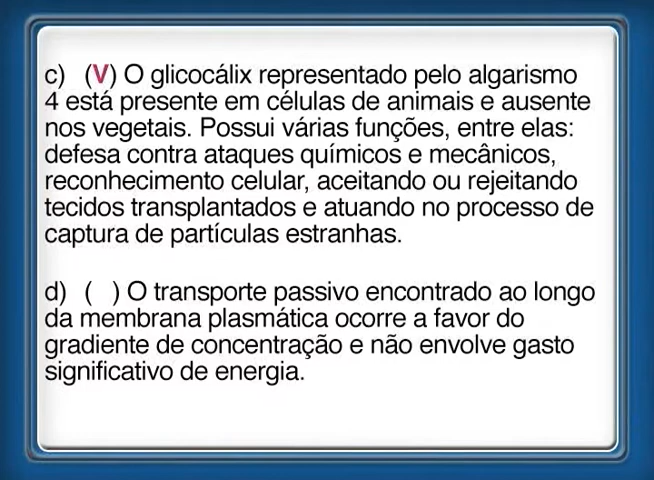 c) (V) O glicocálix representado pelo algarismo
4 está presente em células de animais e ausente
nos vegetais. Possui várias funções, entre elas:
defesa contra ataques químicos e mecânicos,
reconhecimento celular, aceitando ou rejeitando
tecidos transplantados e atuando no processo de
captura de partículas estranhas.
d) ( ) O transporte passivo encontrado ao longo
da membrana plasmática ocorre a favor do
gradiente de concentração e não envolve gasto
significativo de energia.